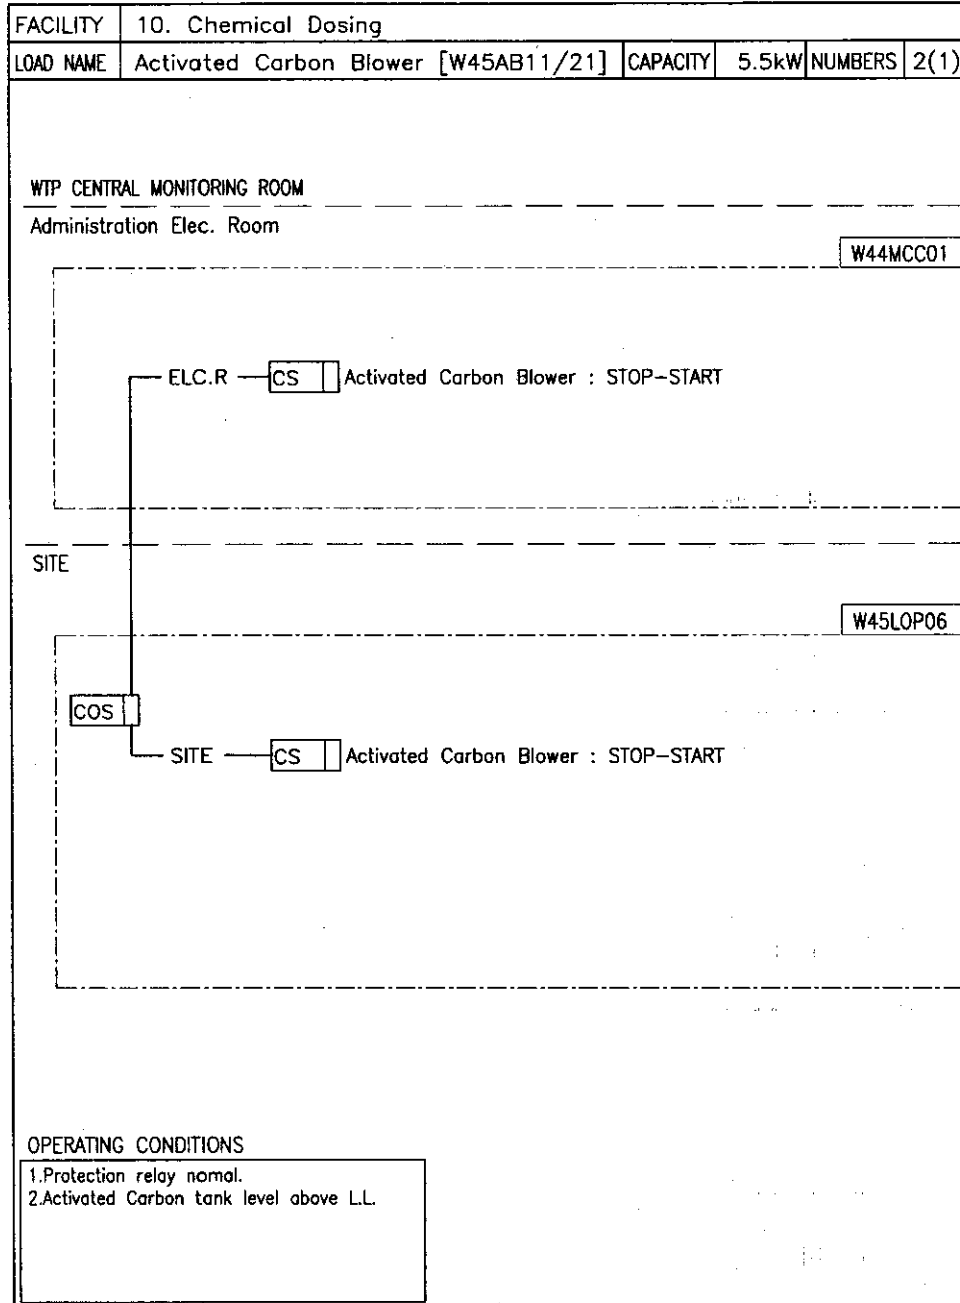 FACILITY 10. Chemical Dosing
LOAD NAME Activated Carbon Blower [W45AB11/21] CAPACITY 5.5kW NUMBERS 2(1)
WTP CENTRAL MONITORING ROOM
Administration Elec. Room
W44MCC01
ELC.R CS Activated Carbon Blower : STOP-START
SITE
W45LOP06
COS
SITE CS Activated Carbon Blower : STOP-START
OPERATING CONDITIONS
1.Protection relay nomal.
2.Activated Carbon tank level above L.L.